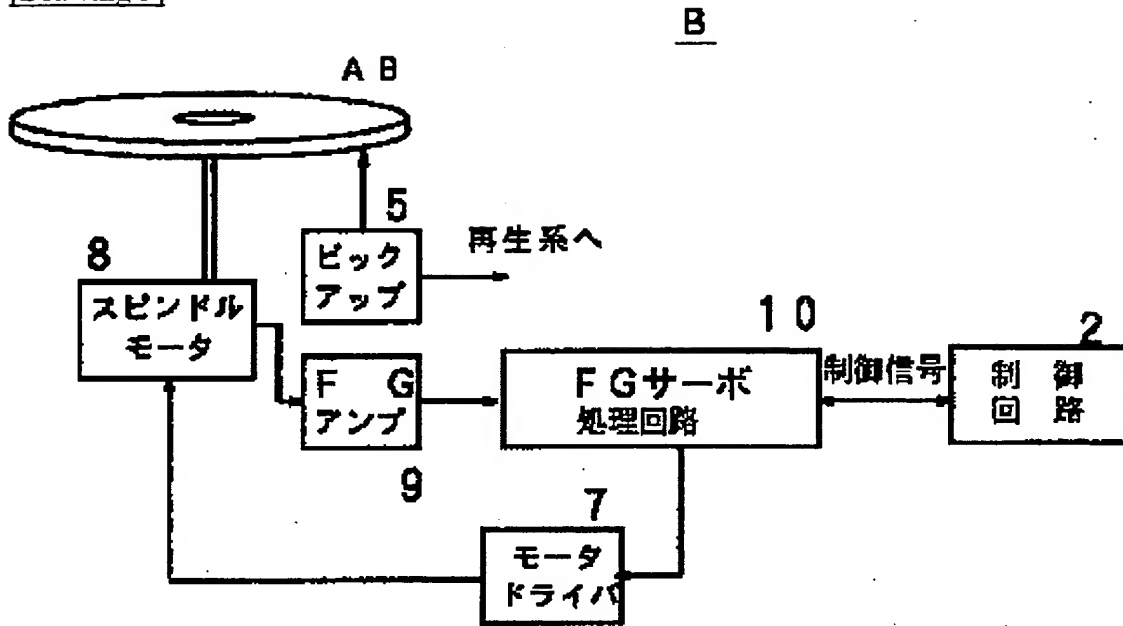 B
A B
5
ピック
アップ
再生系へ
8
スピンドル
モータ
F G
アンプ
9
10
FGサーボ
処理回路
制御信号
2
制 御
回 路
7
モータ
ドライバ